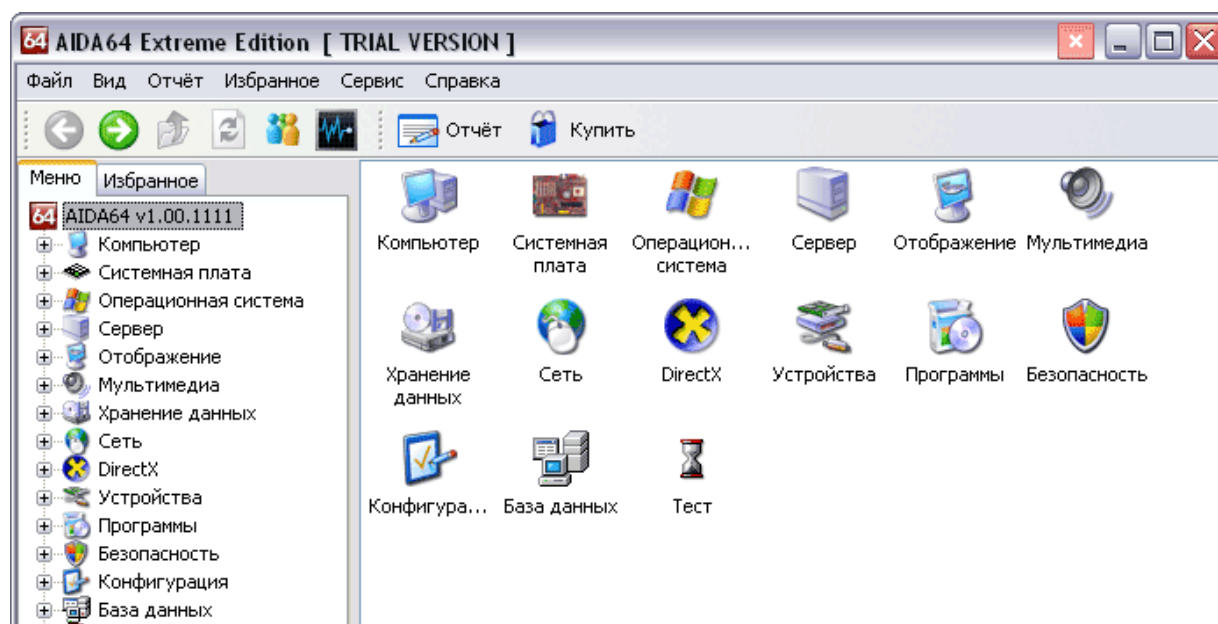 64 AIDA64 Extreme Edition [ TRIAL VERSION ]
Файл Вид Отчёт Избранное Сервис Справка
Отчёт Купить
Меню Избранное
64 AIDA64 v1.00.1111
Компьютер
Системная плата
Операционная система
Сервер
Отображение
Мультимедиа
Хранение данных
Сеть
DirectX
Устройства
Программы
Безопасность
Конфигурация
База данных
Компьютер Системная Операцион... Сервер Отображение Мультимедиа
плата система
Хранение Сеть DirectX Устройства Программы Безопасность
данных
Конфигура... База данных Тест